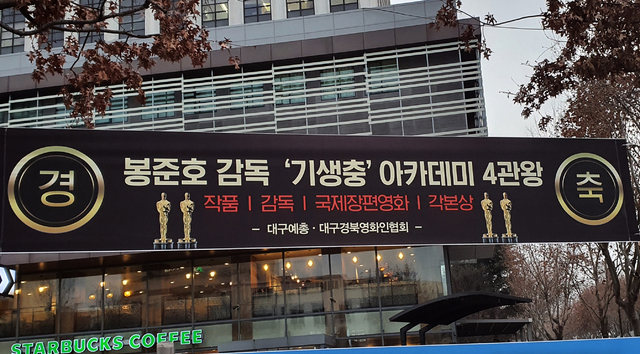 경
봉준호 감독 '기생충' 아카데미 4관왕
작품 | 감독 | 국제장편영화 | 각본상
- 대구예총 · 대구경북영화인협회 -
축
STARBUCKS COFFEE